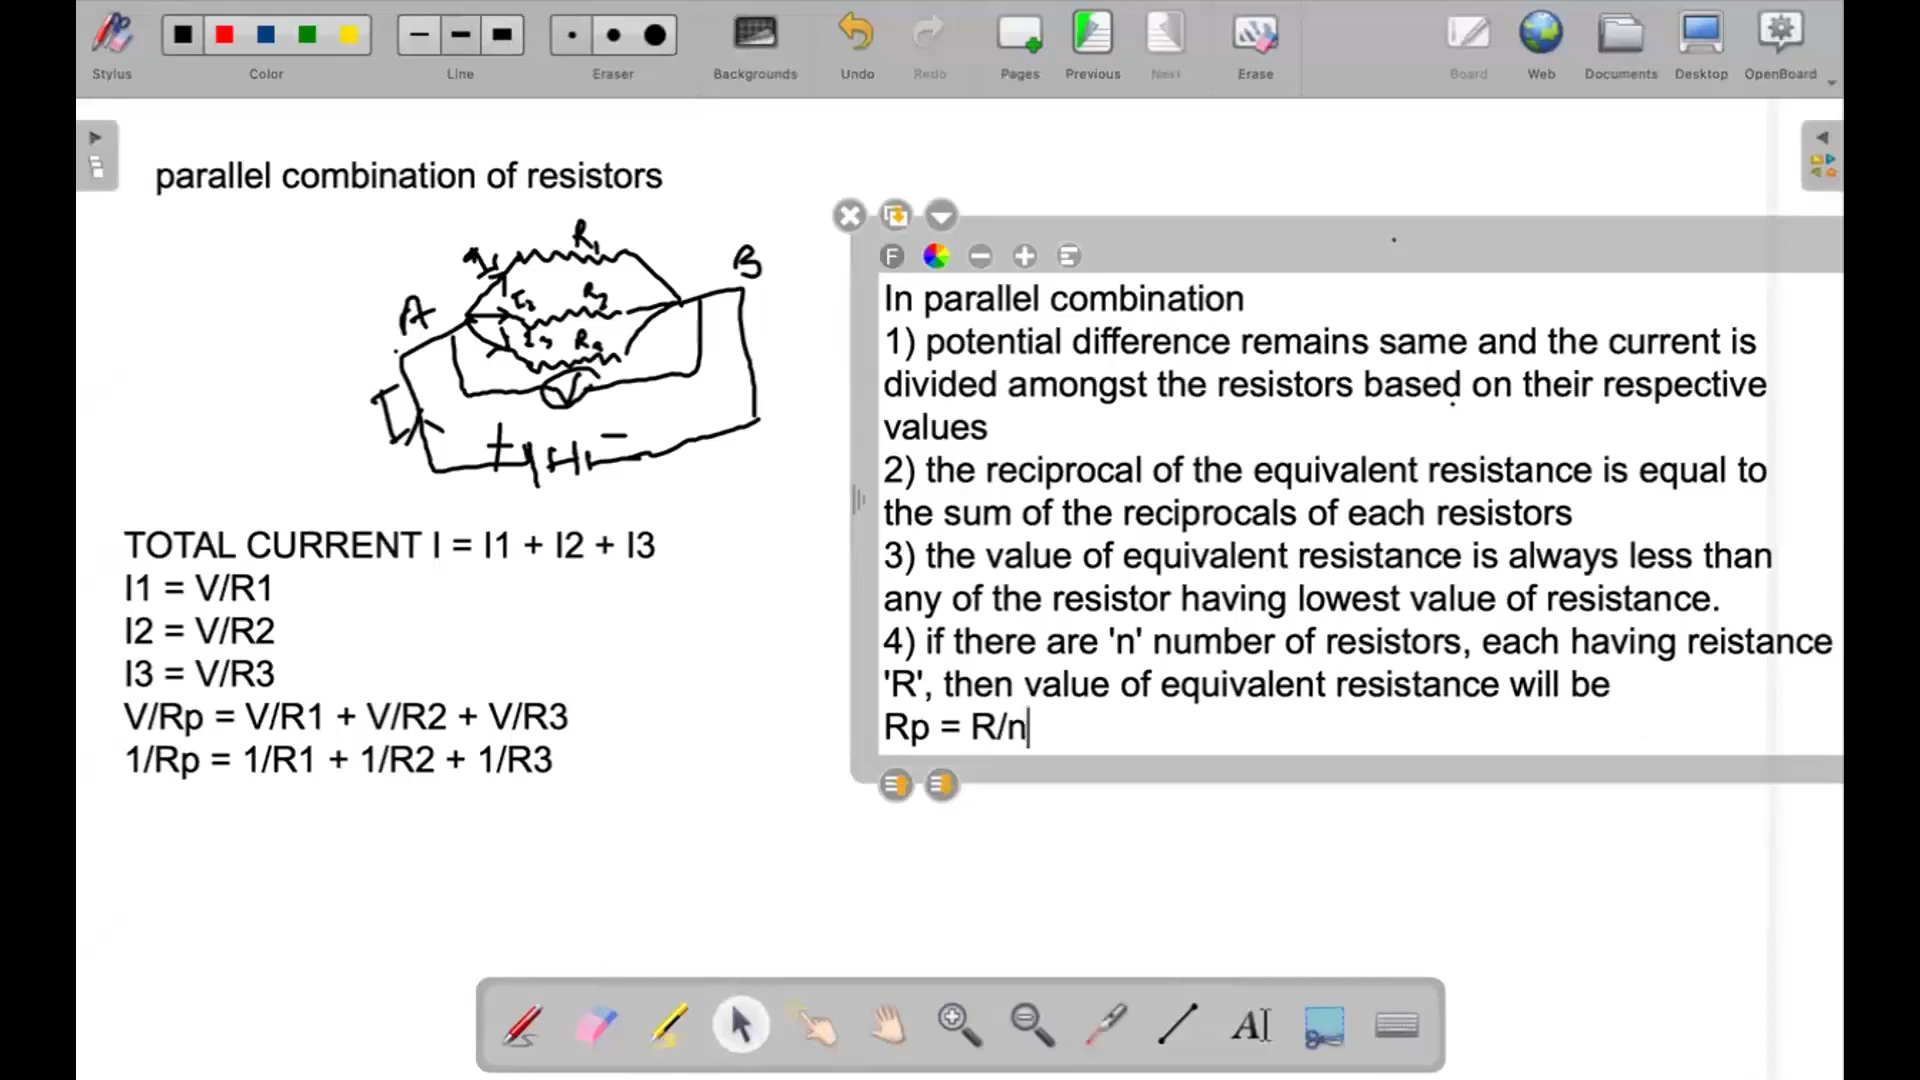 Stylus
Color
Line
Eraser
Backgrounds
Undo
Redo
Pages
Previous
Next
Erase
Board
Web
Documents
Desktop
OpenBoard
parallel combination of resistors
R1
B
I2
R2
A
I3
I
+
−
TOTAL CURRENT I = I1 + I2 + I3
I1 = V/R1
I2 = V/R2
I3 = V/R3
V/Rp = V/R1 + V/R2 + V/R3
1/Rp = 1/R1 + 1/R2 + 1/R3
F
In parallel combination
1) potential difference remains same and the current is
divided amongst the resistors based on their respective
values
2) the reciprocal of the equivalent resistance is equal to
the sum of the reciprocals of each resistors
3) the value of equivalent resistance is always less than
any of the resistor having lowest value of resistance.
4) if there are 'n' number of resistors, each having reistance
'R', then value of equivalent resistance will be
Rp = R/n